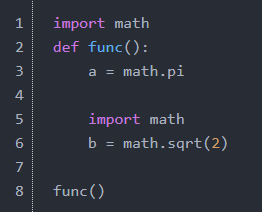 1 import math
2 def func():
3     a = math.pi
4
5     import math
6     b = math.sqrt(2)
7
8 func()